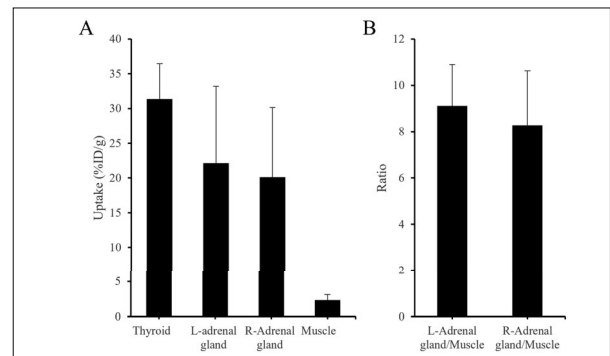 A
Uptake (%ID/g)
40
35
30
25
20
15
10
5
0
Thyroid L-adrenal R-Adrenal Muscle
gland gland
B
Ratio
12
10
8
6
4
2
0
L-Adrenal R-Adrenal
gland/Muscle gland/Muscle